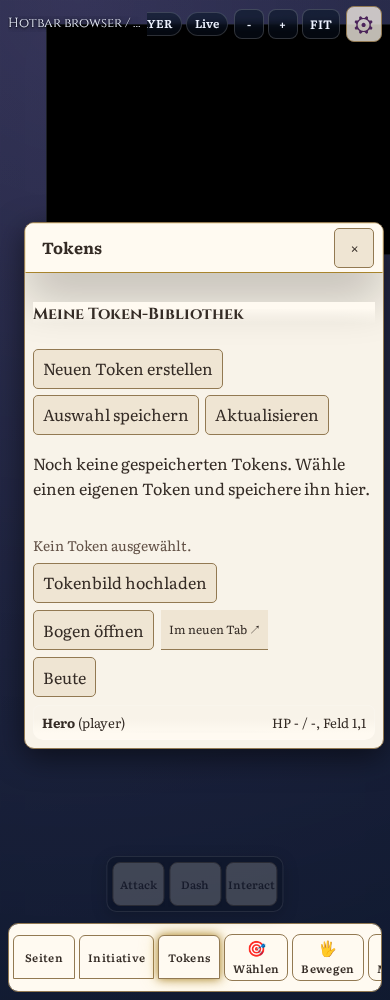 Hotbar Browser / ...
YER
Live
-
+
FIT
Tokens
×
Meine Token-Bibliothek
Neuen Token erstellen
Auswahl speichern
Aktualisieren
Noch keine gespeicherten Tokens. Wähle
einen eigenen Token und speichere ihn hier.
Kein Token ausgewählt.
Tokenbild hochladen
Bogen öffnen
Im neuen Tab ↗
Beute
Hero (player)
HP - / -, Feld 1,1
Attack
Dash
Interact
Seiten
Initiative
Tokens
Wählen
Bewegen